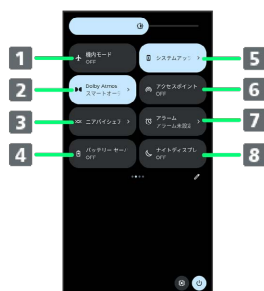 1
機内モード
OFF
5
システムアッ
2
Dolby Atmos
スマートオー
6
アクセスポイント
OFF
3
ニアバイシェ
7
アラーム
アラーム未設定
4
バッテリー セー
OFF
8
ナイトディスプレ
OFF